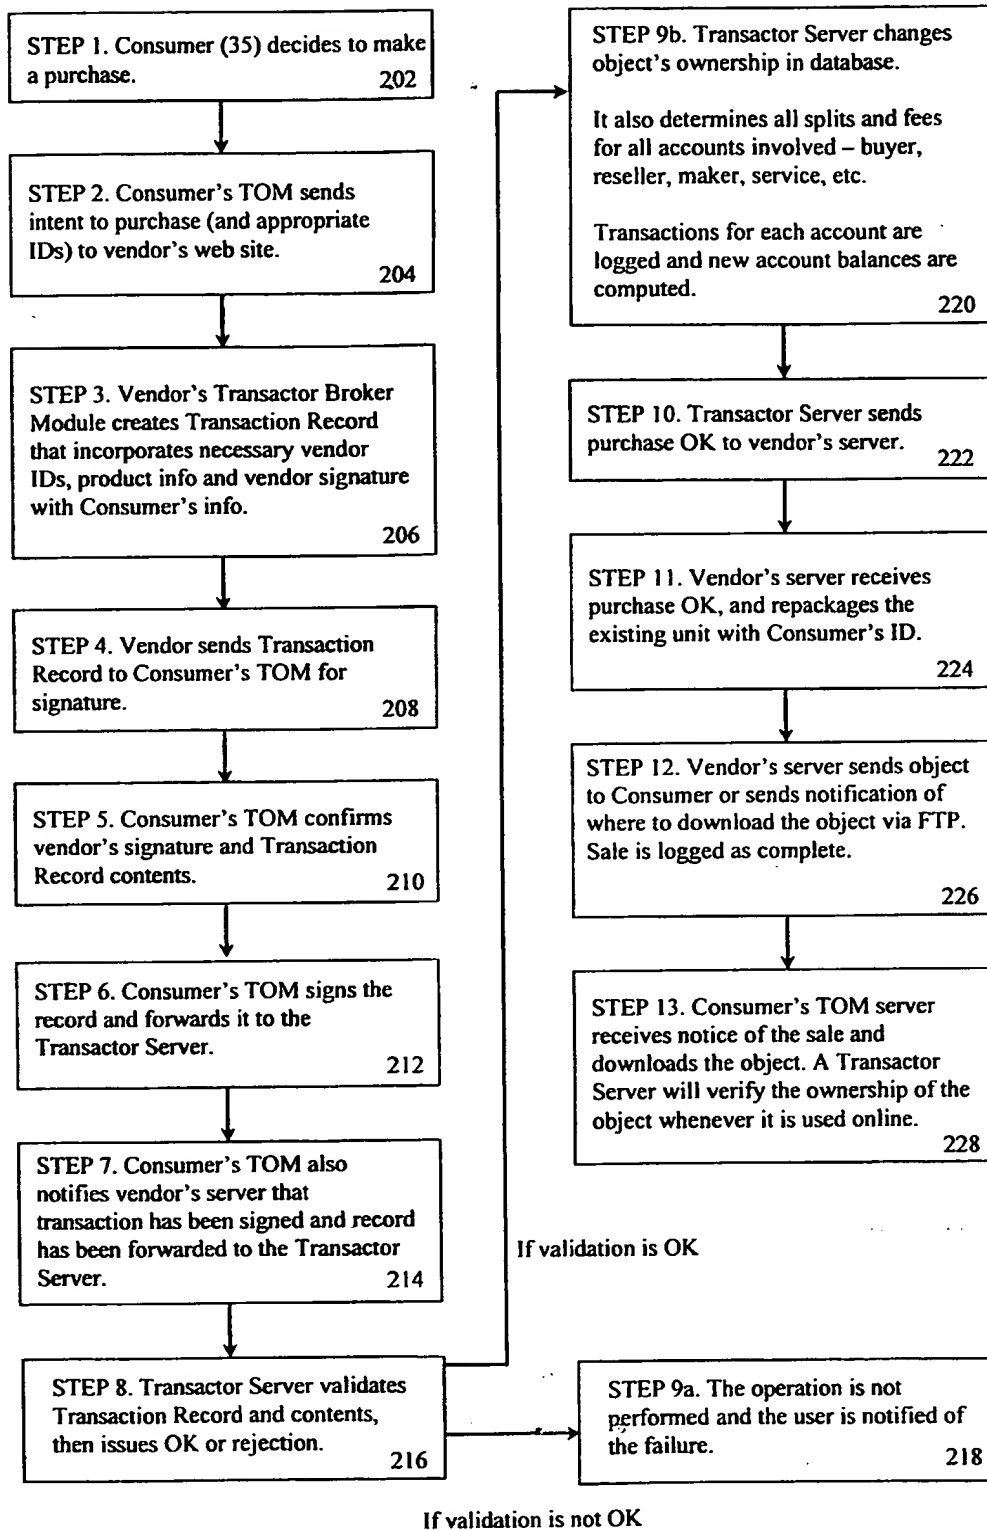 STEP 1. Consumer (35) decides to make
a purchase.
202
STEP 2. Consumer's TOM sends
intent to purchase (and appropriate
IDs) to vendor's web site.
204
STEP 3. Vendor's Transactor Broker
Module creates Transaction Record
that incorporates necessary vendor
IDs, product info and vendor signature
with Consumer's info.
206
STEP 4. Vendor sends Transaction
Record to Consumer's TOM for
signature.
208
STEP 5. Consumer's TOM confirms
vendor's signature and Transaction
Record contents.
210
STEP 6. Consumer's TOM signs the
record and forwards it to the
Transactor Server.
212
STEP 7. Consumer's TOM also
notifies vendor's server that
transaction has been signed and record
has been forwarded to the Transactor
Server.
214
STEP 8. Transactor Server validates
Transaction Record and contents,
then issues OK or rejection.
216
If validation is OK
If validation is not OK
STEP 9a. The operation is not
performed and the user is notified of
the failure.
218
STEP 9b. Transactor Server changes
object's ownership in database.
It also determines all splits and fees
for all accounts involved – buyer,
reseller, maker, service, etc.
Transactions for each account are
logged and new account balances are
computed.
220
STEP 10. Transactor Server sends
purchase OK to vendor's server.
222
STEP 11. Vendor's server receives
purchase OK, and repackages the
existing unit with Consumer's ID.
224
STEP 12. Vendor's server sends object
to Consumer or sends notification of
where to download the object via FTP.
Sale is logged as complete.
226
STEP 13. Consumer's TOM server
receives notice of the sale and
downloads the object. A Transactor
Server will verify the ownership of the
object whenever it is used online.
228